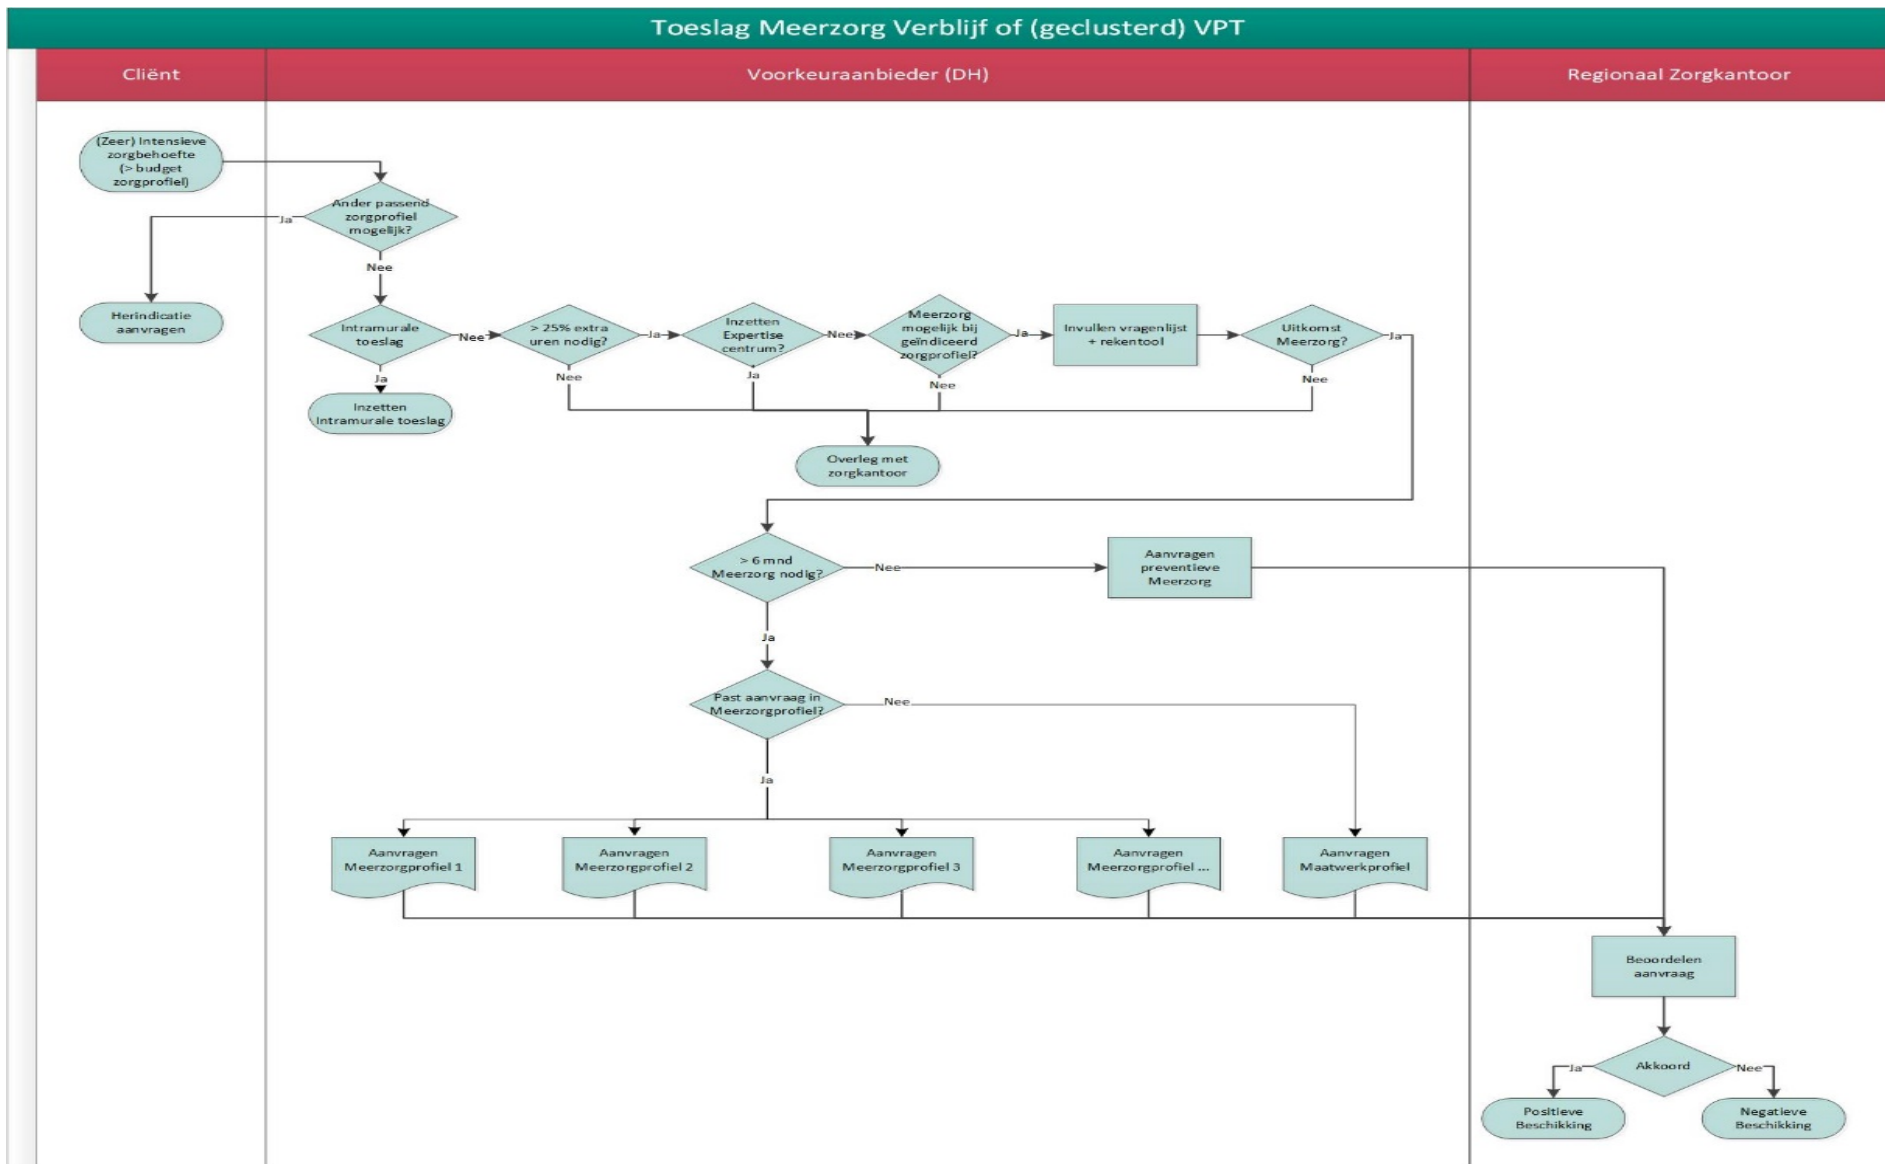 Toeslag Meerzorg Verblijf of (geclusterd) VPT
Cliënt
Voorkeuraanbieder (DH)
Regionaal Zorgkantoor
(Zeer) Intensieve
zorgbehoefte
(> budget
zorgprofiel)
Ander passend
zorgprofiel
mogelijk?
Ja
Nee
Herindicatie
aanvragen
Intramurale
toeslag
Nee
Ja
Inzetten
Intramurale toeslag
> 25% extra
uren nodig?
Ja
Nee
Inzetten
Expertise
centrum?
Nee
Ja
Meerzorg
mogelijk bij
geïndiceerd
zorgprofiel?
Ja
Nee
Invullen vragenlijst
+ rekentool
Uitkomst
Meerzorg?
Ja
Nee
Overleg met
zorgkantoor
> 6 mnd
Meerzorg nodig?
Nee
Aanvragen
preventieve
Meerzorg
Ja
Past aanvraag in
Meerzorgprofiel?
Nee
Ja
Aanvragen
Meerzorgprofiel 1
Aanvragen
Meerzorgprofiel 2
Aanvragen
Meerzorgprofiel 3
Aanvragen
Meerzorgprofiel ...
Aanvragen
Maatwerkprofiel
Beoordelen
aanvraag
Akkoord
Ja
Nee
Positieve
Beschikking
Negatieve
Beschikking